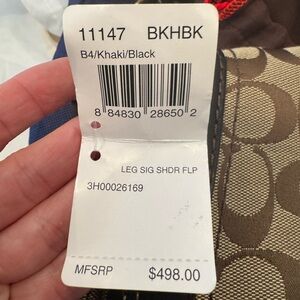 11147 BKHBK
B4/Khaki/Black
8 84830 28650 2
LEG SIG SHDR FLP
3H00026169
MFSRP $498.00